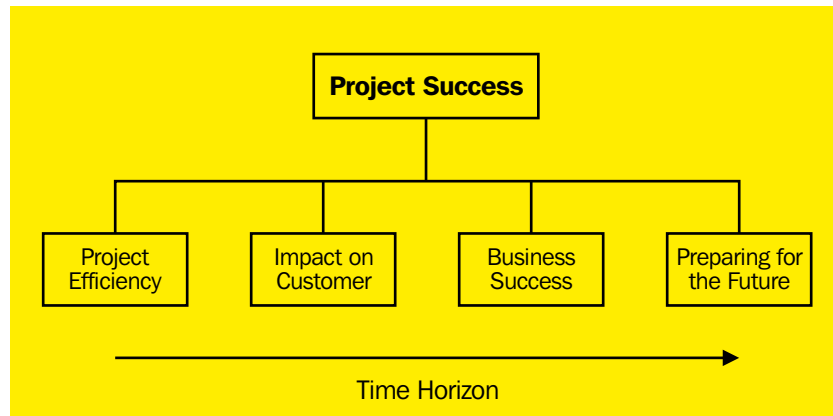 Project Success
Project
Efficiency
Impact on
Customer
Business
Success
Preparing for
the Future
Time Horizon